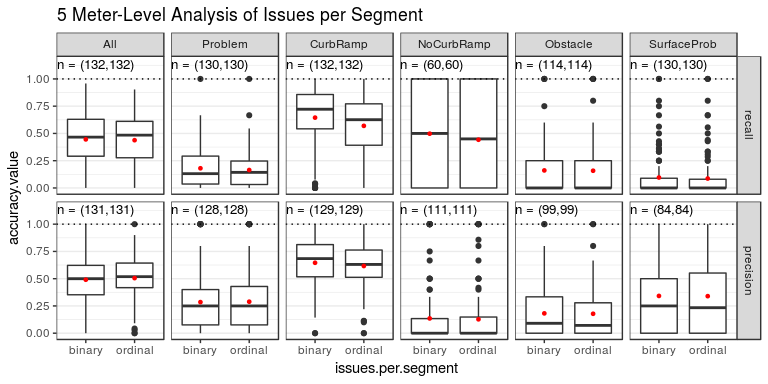 5 Meter-Level Analysis of Issues per Segment
All Problem CurbRamp NoCurbRamp Obstacle SurfaceProb
n = (132,132) n = (130,130) n = (132,132) n = (60,60) n = (114,114) n = (130,130)
1.00
0.75
0.50
0.25
0.00
recall
n = (131,131) n = (128,128) n = (129,129) n = (111,111) n = (99,99) n = (84,84)
1.00
0.75
0.50
0.25
0.00
precision
accuracy.value
binary ordinal binary ordinal binary ordinal binary ordinal binary ordinal binary ordinal
issues.per.segment